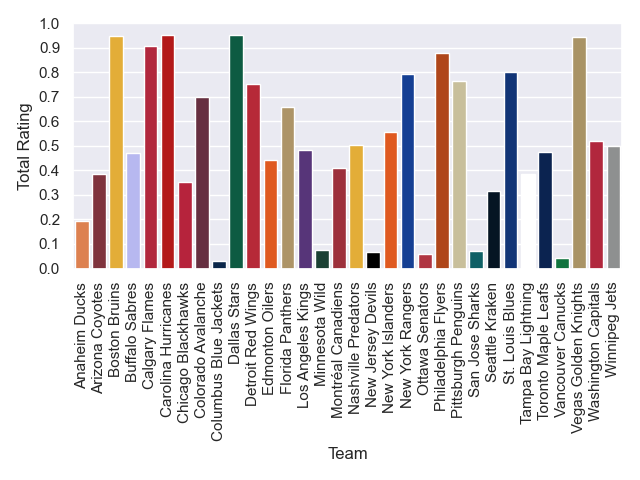 1.0
0.9
0.8
0.7
0.6
0.5
0.4
0.3
0.2
0.1
0.0
Total Rating
Anaheim Ducks
Arizona Coyotes
Boston Bruins
Buffalo Sabres
Calgary Flames
Carolina Hurricanes
Chicago Blackhawks
Colorado Avalanche
Columbus Blue Jackets
Dallas Stars
Detroit Red Wings
Edmonton Oilers
Florida Panthers
Los Angeles Kings
Minnesota Wild
Montréal Canadiens
Nashville Predators
New Jersey Devils
New York Islanders
New York Rangers
Ottawa Senators
Philadelphia Flyers
Pittsburgh Penguins
San Jose Sharks
Seattle Kraken
St. Louis Blues
Tampa Bay Lightning
Toronto Maple Leafs
Vancouver Canucks
Vegas Golden Knights
Washington Capitals
Winnipeg Jets
Team